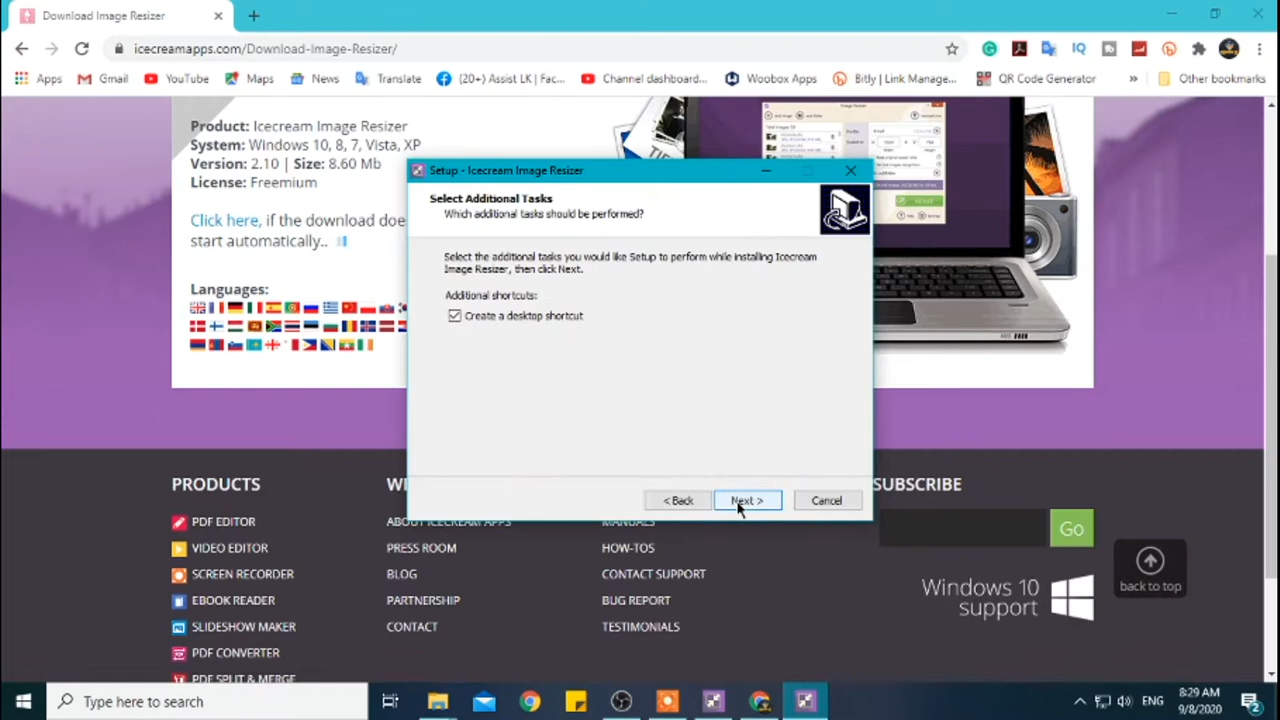 Download Image Resizer
icecreamapps.com/Download-Image-Resizer/
Apps
Gmail
YouTube
Maps
News
Translate
(20+) Assist LK | Fac...
Channel dashboard...
Woobox Apps
Bitly | Link Manage...
QR Code Generator
»
Other bookmarks
Product: Icecream Image Resizer
System: Windows 10, 8, 7, Vista, XP
Version: 2.10 | Size: 8.60 Mb
License: Freemium
Click here, if the download doe
start automatically..
Languages:
Setup - Icecream Image Resizer
Select Additional Tasks
Which additional tasks should be performed?
Select the additional tasks you would like Setup to perform while installing Icecream
Image Resizer, then click Next.
Additional shortcuts:
Create a desktop shortcut
< Back
Next >
Cancel
PRODUCTS
PDF EDITOR
VIDEO EDITOR
SCREEN RECORDER
EBOOK READER
SLIDESHOW MAKER
PDF CONVERTER
PDF SPLIT & MERGE
ABOUT ICECREAM APPS
PRESS ROOM
BLOG
PARTNERSHIP
CONTACT
MANUALS
HOW-TOS
CONTACT SUPPORT
BUG REPORT
TESTIMONIALS
SUBSCRIBE
Go
Windows 10
support
back to top
Type here to search
ENG
8:29 AM
9/8/2020
2